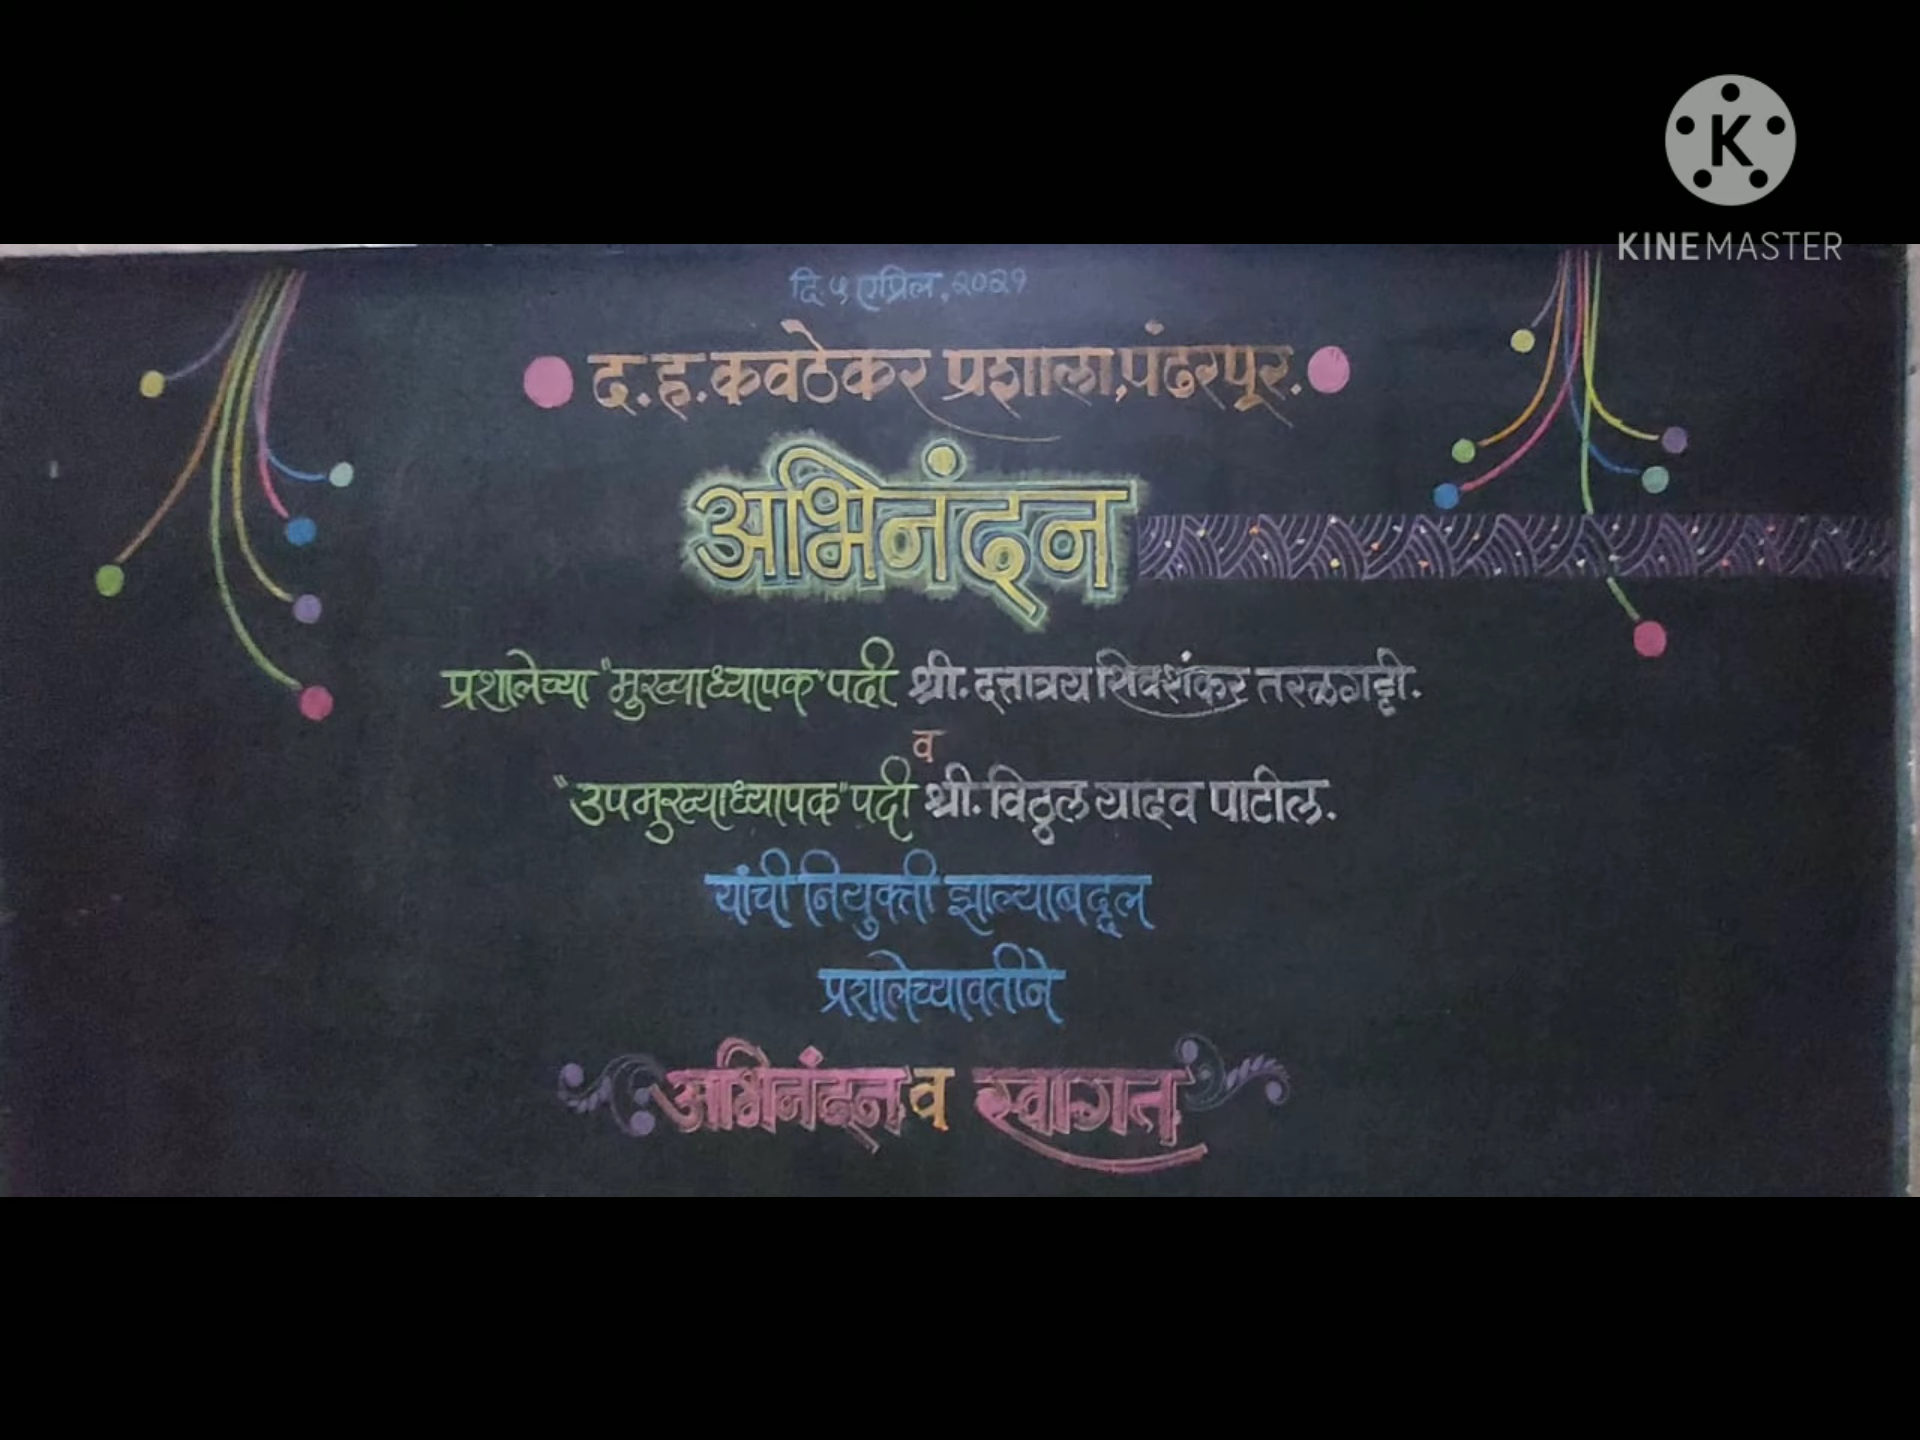 KINEMASTER
दि. ५ एप्रिल, २०२१
द. ह. कवठेकर प्रशाला, पंढरपूर.
अभिनंदन
प्रशालेच्या "मुख्याध्यापक" पदी श्री. दत्तात्रय शिवशंकर तरळगट्टी.
व
"उपमुख्याध्यापक" पदी श्री. विठ्ठल यादव पाटील.
यांची नियुक्ती झाल्याबद्दल
प्रशालेच्यावतीने
अभिनंदन व स्वागत